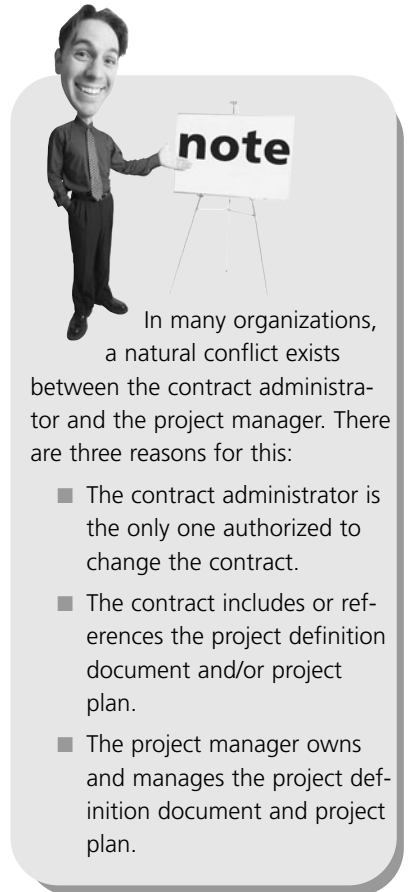 note
In many organizations,
a natural conflict exists
between the contract administra-
tor and the project manager. There
are three reasons for this:
■ The contract administrator is
the only one authorized to
change the contract.
■ The contract includes or ref-
erences the project definition
document and/or project
plan.
■ The project manager owns
and manages the project def-
inition document and project
plan.